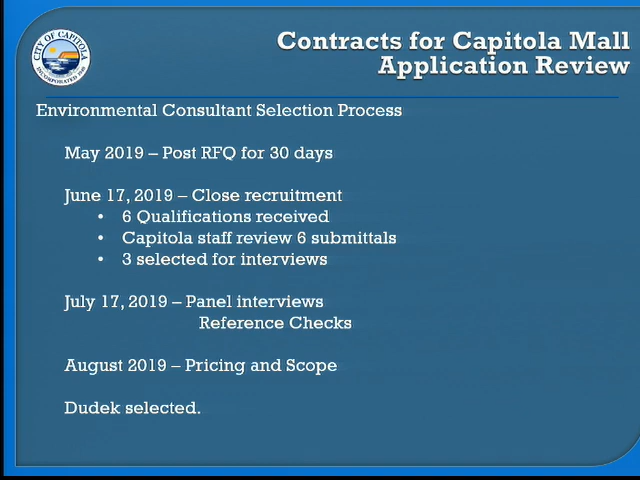 CITY OF CAPITOLA
INCORPORATED 1949
Contracts for Capitola Mall
Application Review
Environmental Consultant Selection Process
May 2019 – Post RFQ for 30 days
June 17, 2019 – Close recruitment
• 6 Qualifications received
• Capitola staff review 6 submittals
• 3 selected for interviews
July 17, 2019 – Panel interviews
Reference Checks
August 2019 – Pricing and Scope
Dudek selected.